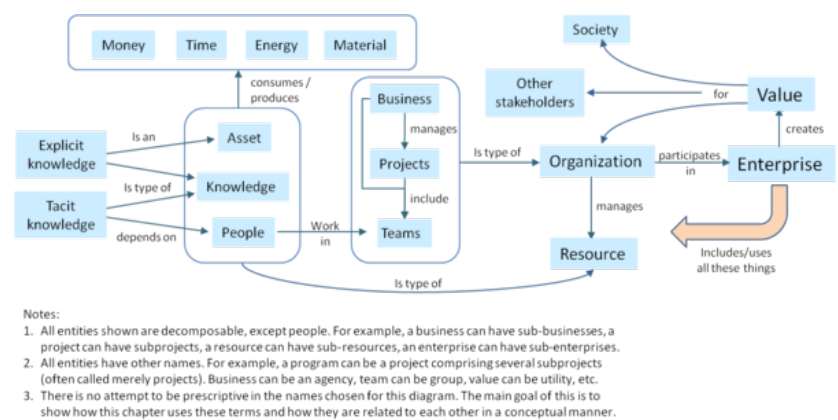 Money
Time
Energy
Material
Society
Other
stakeholders
for
Value
consumes /
produces
Business
manages
Projects
include
Teams
creates
Explicit
knowledge
Is an
Asset
Is type of
Knowledge
Tacit
knowledge
depends on
People
Work
in
Is type of
Organization
participates
in
Enterprise
manages
Resource
Includes/uses
all these things
Is type of
Notes:
1. All entities shown are decomposable, except people. For example, a business can have sub-businesses, a
project can have subprojects, a resource can have sub-resources, an enterprise can have sub-enterprises.
2. All entities have other names. For example, a program can be a project comprising several subprojects
(often called merely projects). Business can be an agency, team can be group, value can be utility, etc.
3. There is no attempt to be prescriptive in the names chosen for this diagram. The main goal of this is to
show how this chapter uses these terms and how they are related to each other in a conceptual manner.